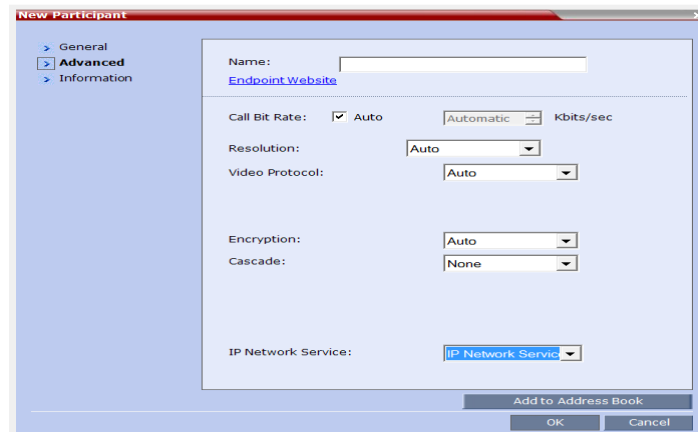 New Participant
General
Advanced
Information
Name:
Endpoint Website
Call Bit Rate: Auto Automatic Kbits/sec
Resolution: Auto
Video Protocol: Auto
Encryption: Auto
Cascade: None
IP Network Service: IP Network Servic
Add to Address Book
OK Cancel